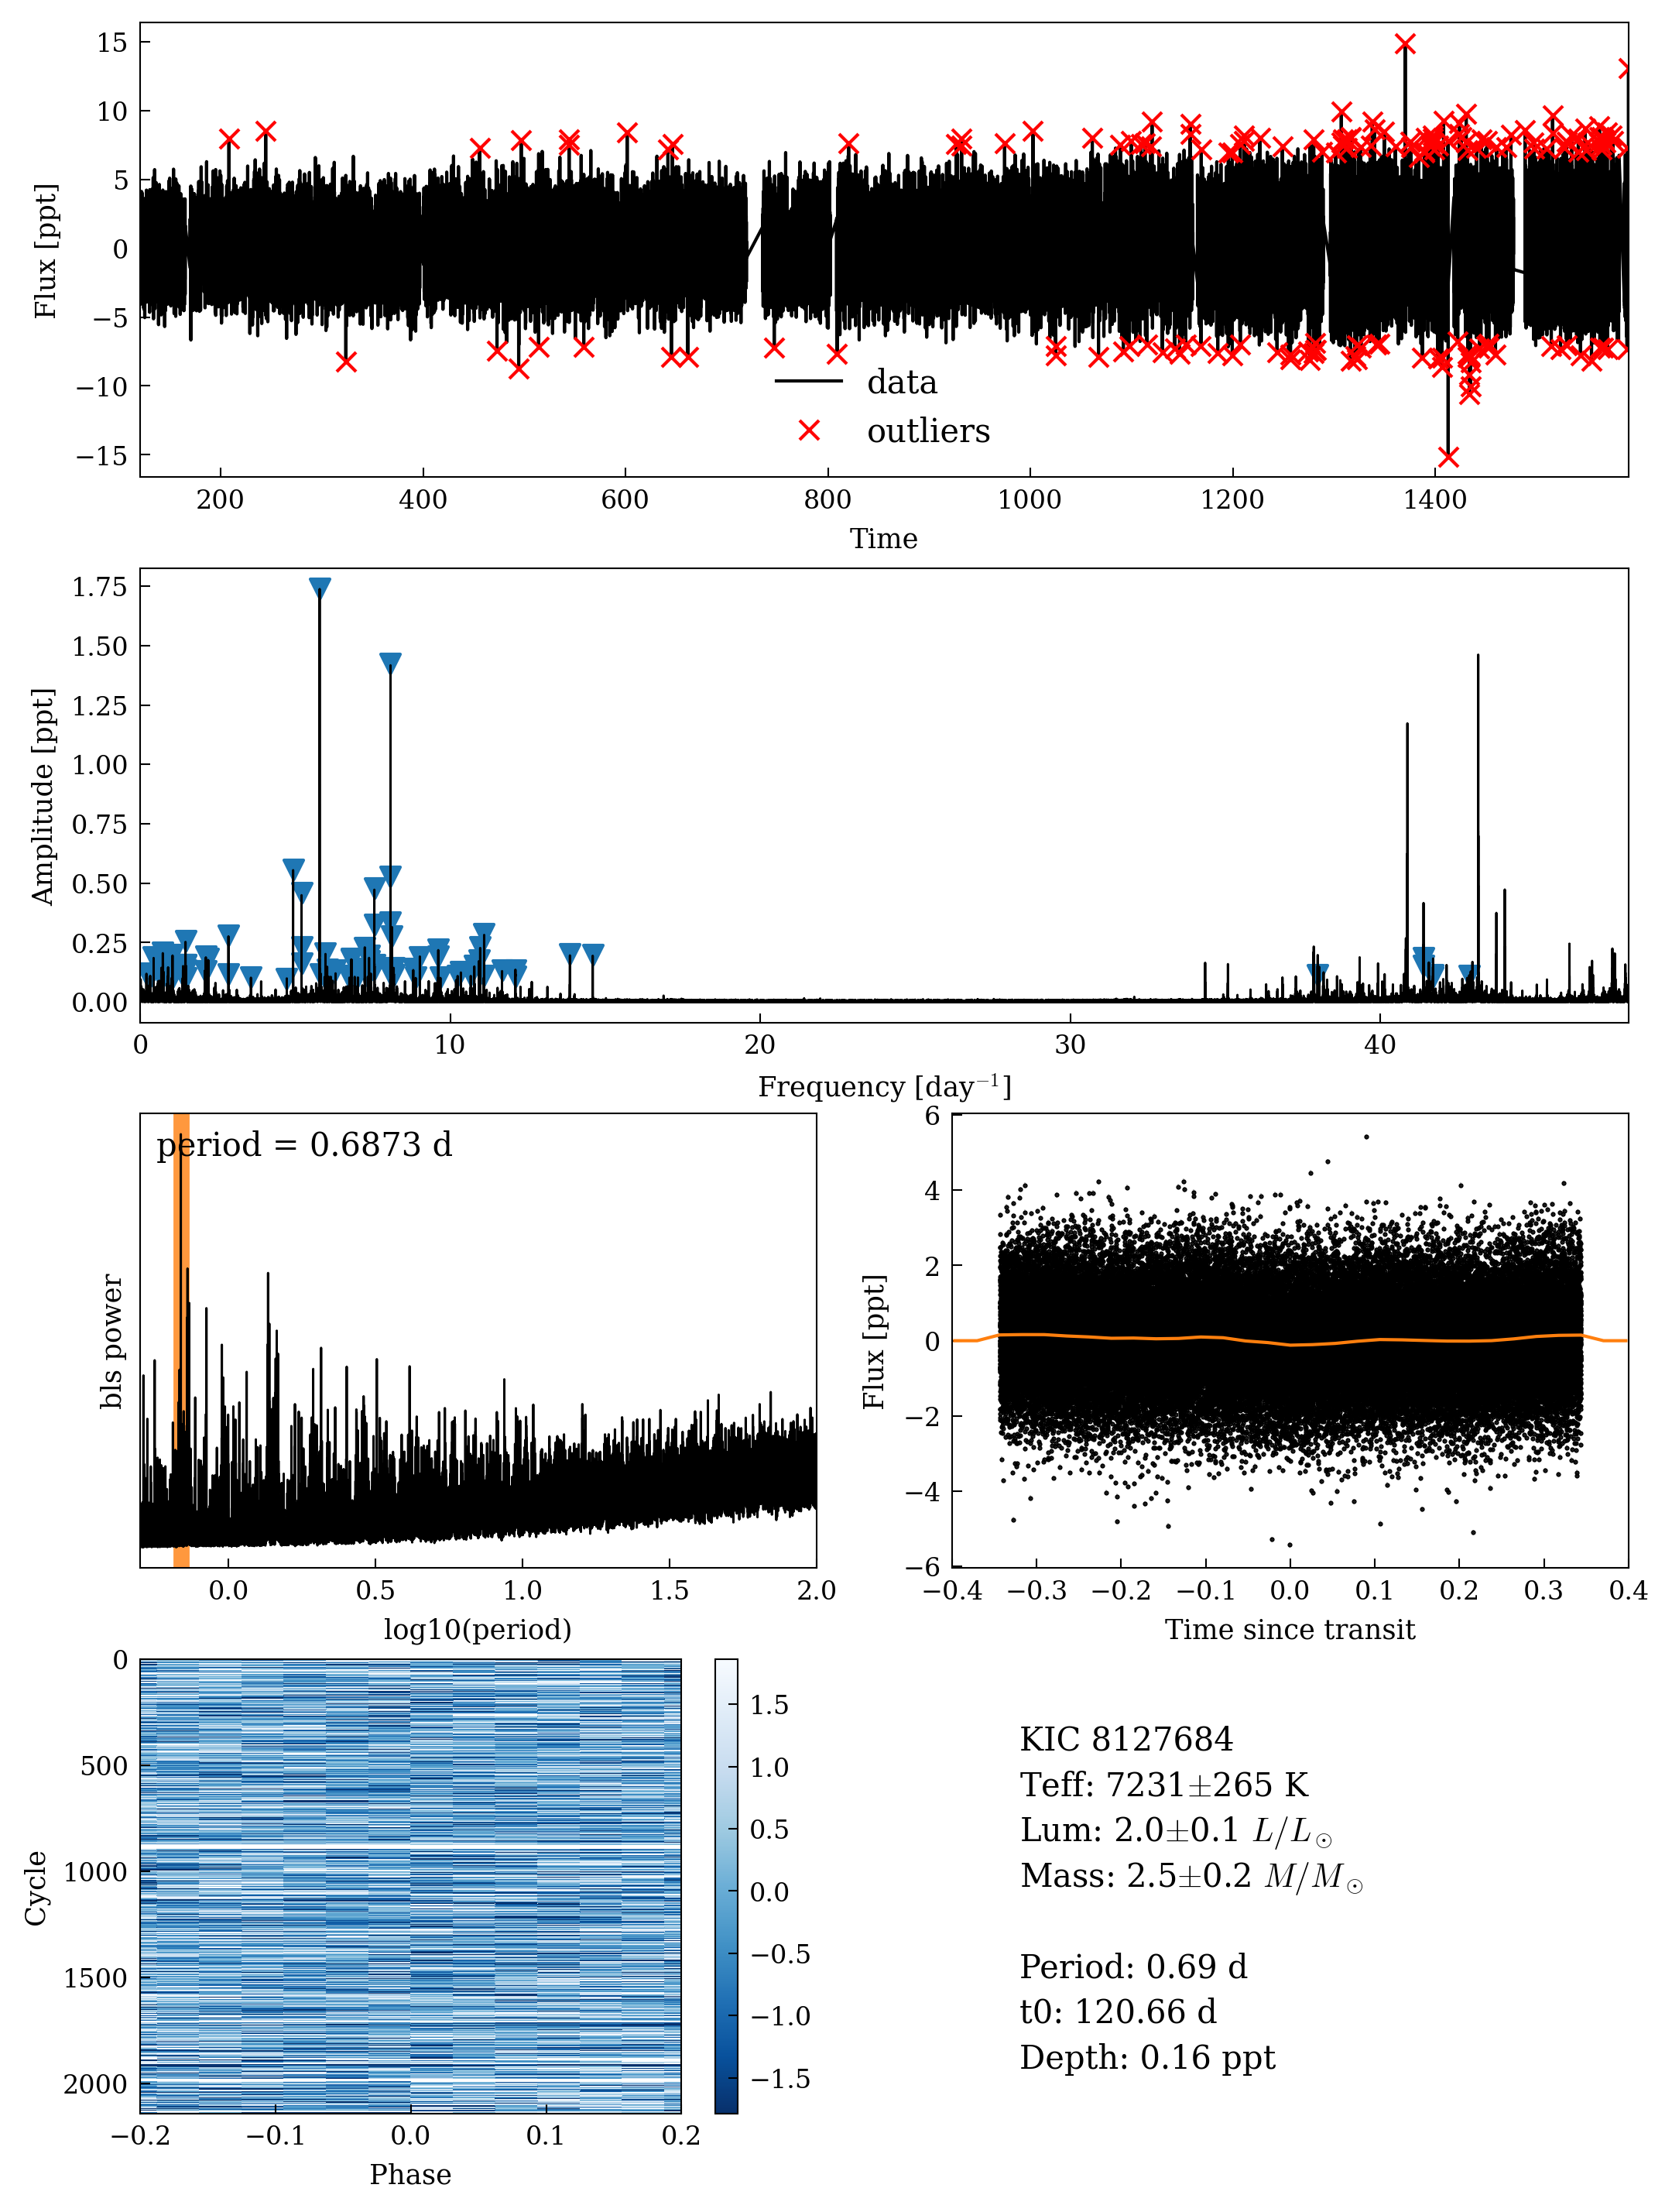 15
10
5
0
−5
−10
−15
Flux [ppt]
data
outliers
200 400 600 800 1000 1200 1400
Time
1.75
1.50
1.25
1.00
0.75
0.50
0.25
0.00
Amplitude [ppt]
0 10 20 30 40
Frequency [day⁻¹]
period = 0.6873 d
bls power
0.0 0.5 1.0 1.5 2.0
log10(period)
6
4
2
0
−2
−4
−6
Flux [ppt]
−0.4 −0.3 −0.2 −0.1 0.0 0.1 0.2 0.3 0.4
Time since transit
0
500
1000
1500
2000
Cycle
−0.2 −0.1 0.0 0.1 0.2
Phase
1.5
1.0
0.5
0.0
−0.5
−1.0
−1.5
KIC 8127684
Teff: 7231±265 K
Lum: 2.0±0.1 L/L⊙
Mass: 2.5±0.2 M/M⊙
Period: 0.69 d
t0: 120.66 d
Depth: 0.16 ppt